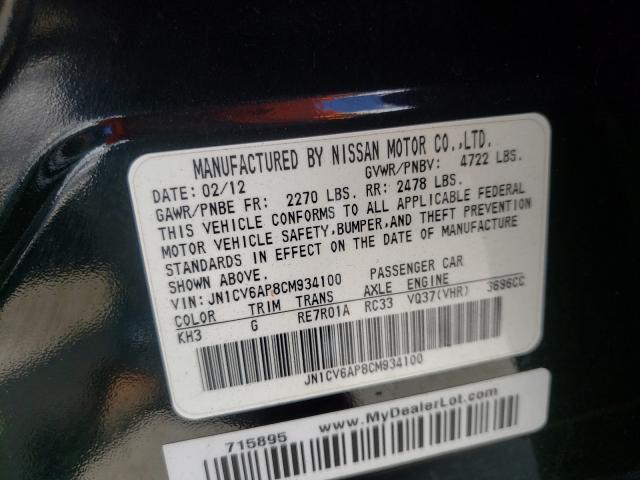 MANUFACTURED BY NISSAN MOTOR CO.,LTD.
DATE: 02/12 GVWR/PNBV: 4722 LBS.
GAWR/PNBE FR: 2270 LBS. RR: 2478 LBS.
THIS VEHICLE CONFORMS TO ALL APPLICABLE FEDERAL
MOTOR VEHICLE SAFETY,BUMPER,AND THEFT PREVENTION
STANDARDS IN EFFECT ON THE DATE OF MANUFACTURE
SHOWN ABOVE.
VIN: JN1CV6AP8CM934100 PASSENGER CAR
COLOR TRIM TRANS AXLE ENGINE
KH3 G RE7R01A RC33 VQ37(VHR) 3696CC
JN1CV6AP8CM934100
715895 www.MyDealerLot.com